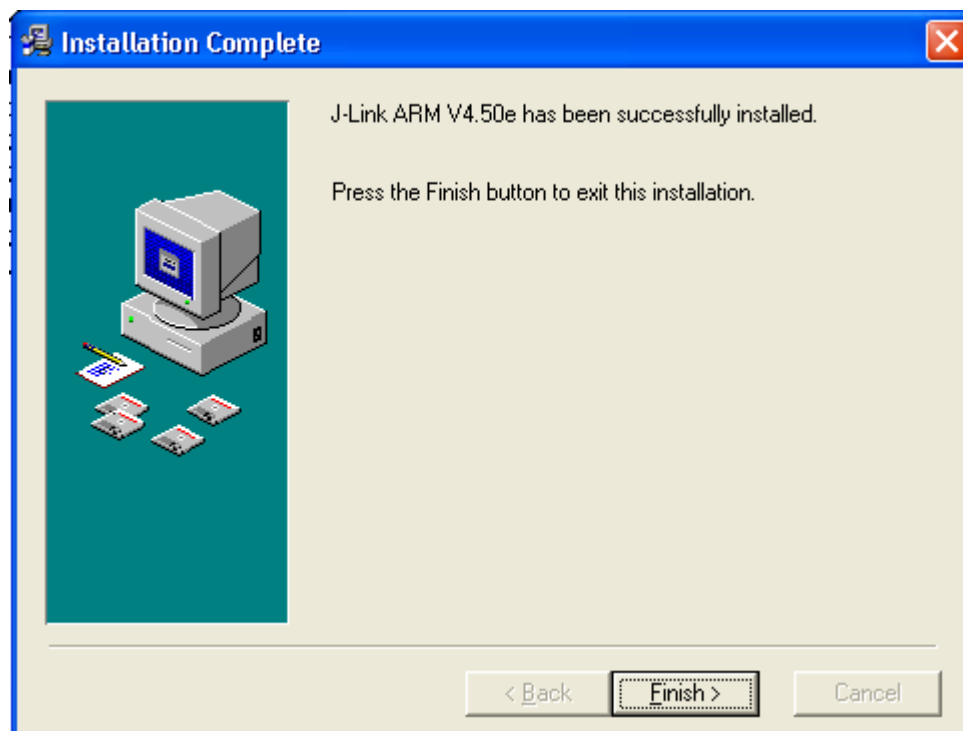 Installation Complete
J-Link ARM V4.50e has been successfully installed.
Press the Finish button to exit this installation.
< Back
Finish >
Cancel